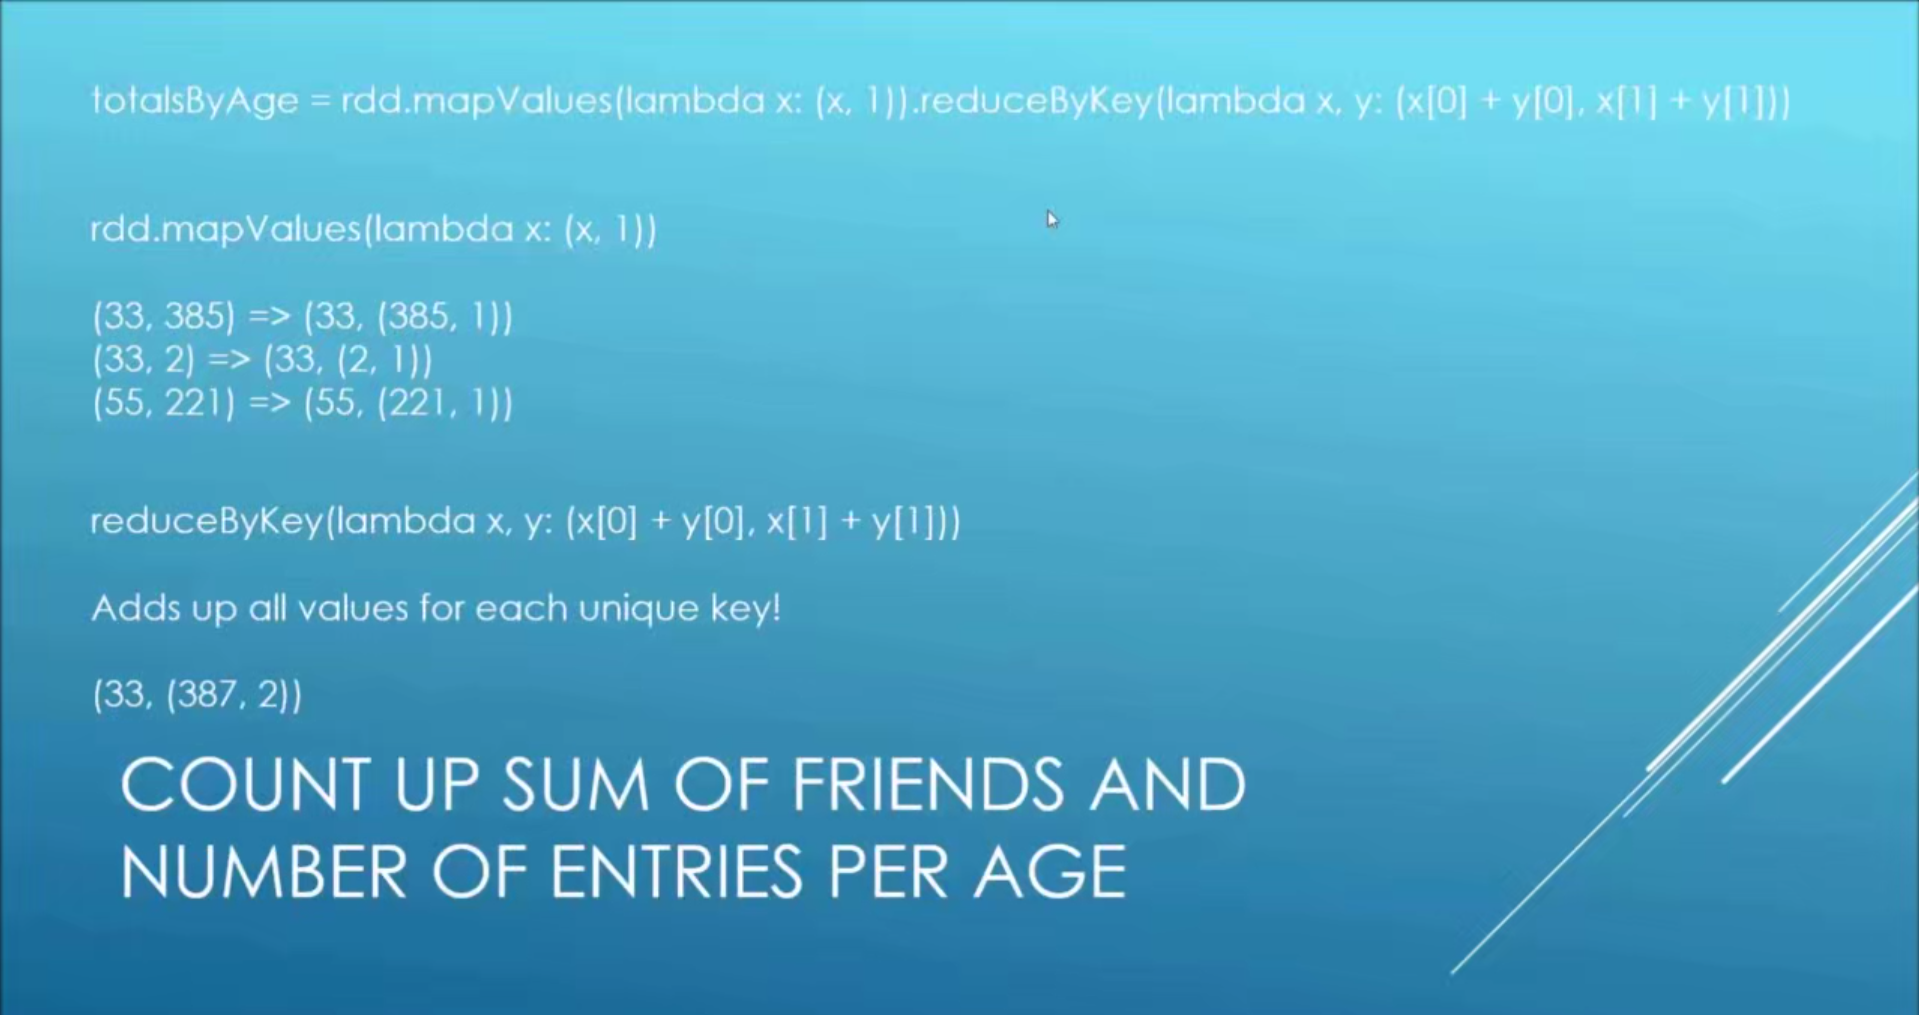 totalsByAge = rdd.mapValues(lambda x: (x, 1)).reduceByKey(lambda x, y: (x[0] + y[0], x[1] + y[1]))
rdd.mapValues(lambda x: (x, 1))
(33, 385) => (33, (385, 1))
(33, 2) => (33, (2, 1))
(55, 221) => (55, (221, 1))
reduceByKey(lambda x, y: (x[0] + y[0], x[1] + y[1]))
Adds up all values for each unique key!
(33, (387, 2))
COUNT UP SUM OF FRIENDS AND
NUMBER OF ENTRIES PER AGE